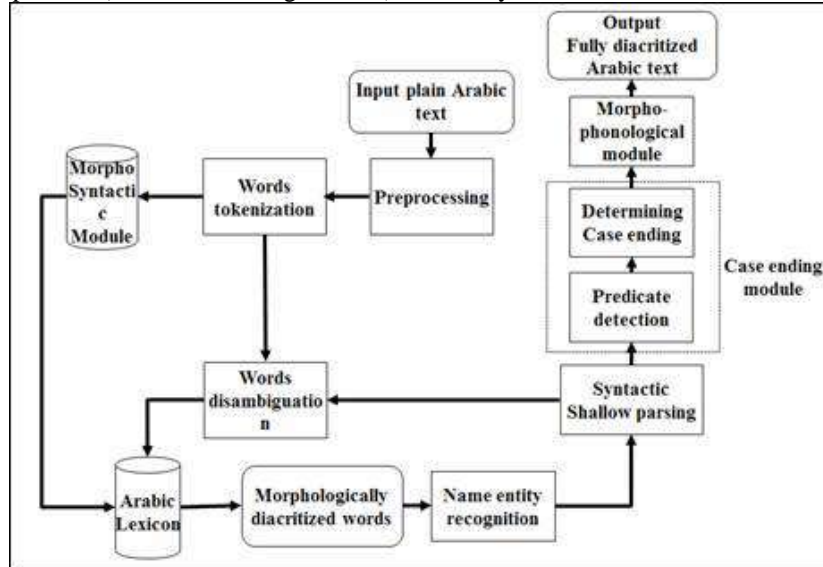 Output
Fully diacritized
Arabic text
Input plain Arabic
text
Morpho-
phonological
module
Morpho
Syntacti
c
Module
Words
tokenization
Preprocessing
Determining
Case ending
Case ending
module
Predicate
detection
Words
disambiguatio
n
Syntactic
Shallow parsing
Arabic
Lexicon
Morphologically
diacritized words
Name entity
recognition